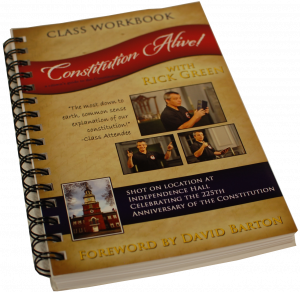 CLASS WORKBOOK
Constitution Alive!
WITH
RICK GREEN
"The most down to
earth, common sense
explanation of our
constitution!"
Class Attendee
SHOT ON LOCATION AT
INDEPENDENCE HALL
CELEBRATING THE 225TH
ANNIVERSARY OF THE CONSTITUTION
FOREWORD BY DAVID BARTON